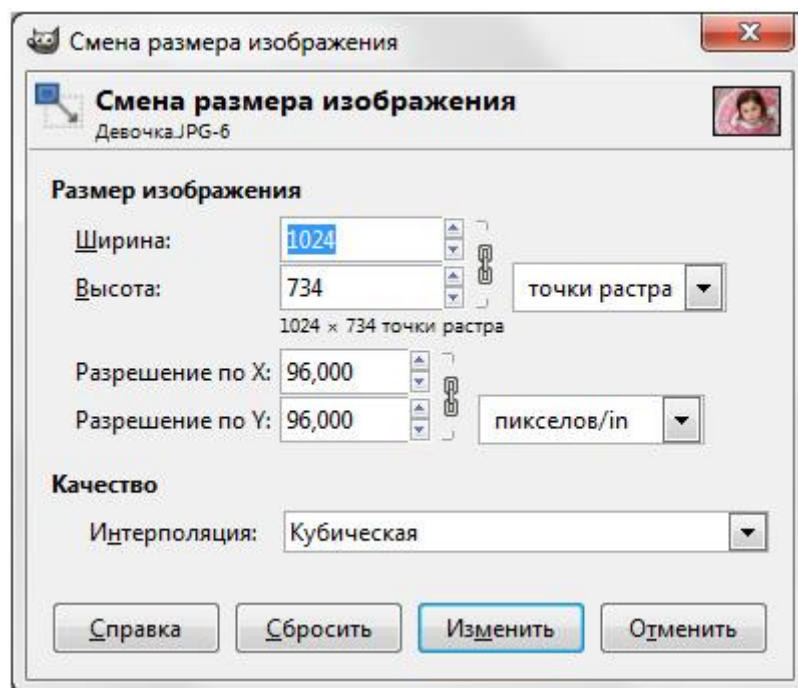 Смена размера изображения
Смена размера изображения
Девочка.JPG-6
Размер изображения
Ширина: 1024
Высота: 734 точки растра
1024 × 734 точки растра
Разрешение по X: 96,000
Разрешение по Y: 96,000 пикселов/in
Качество
Интерполяция: Кубическая
Справка Сбросить Изменить Отменить